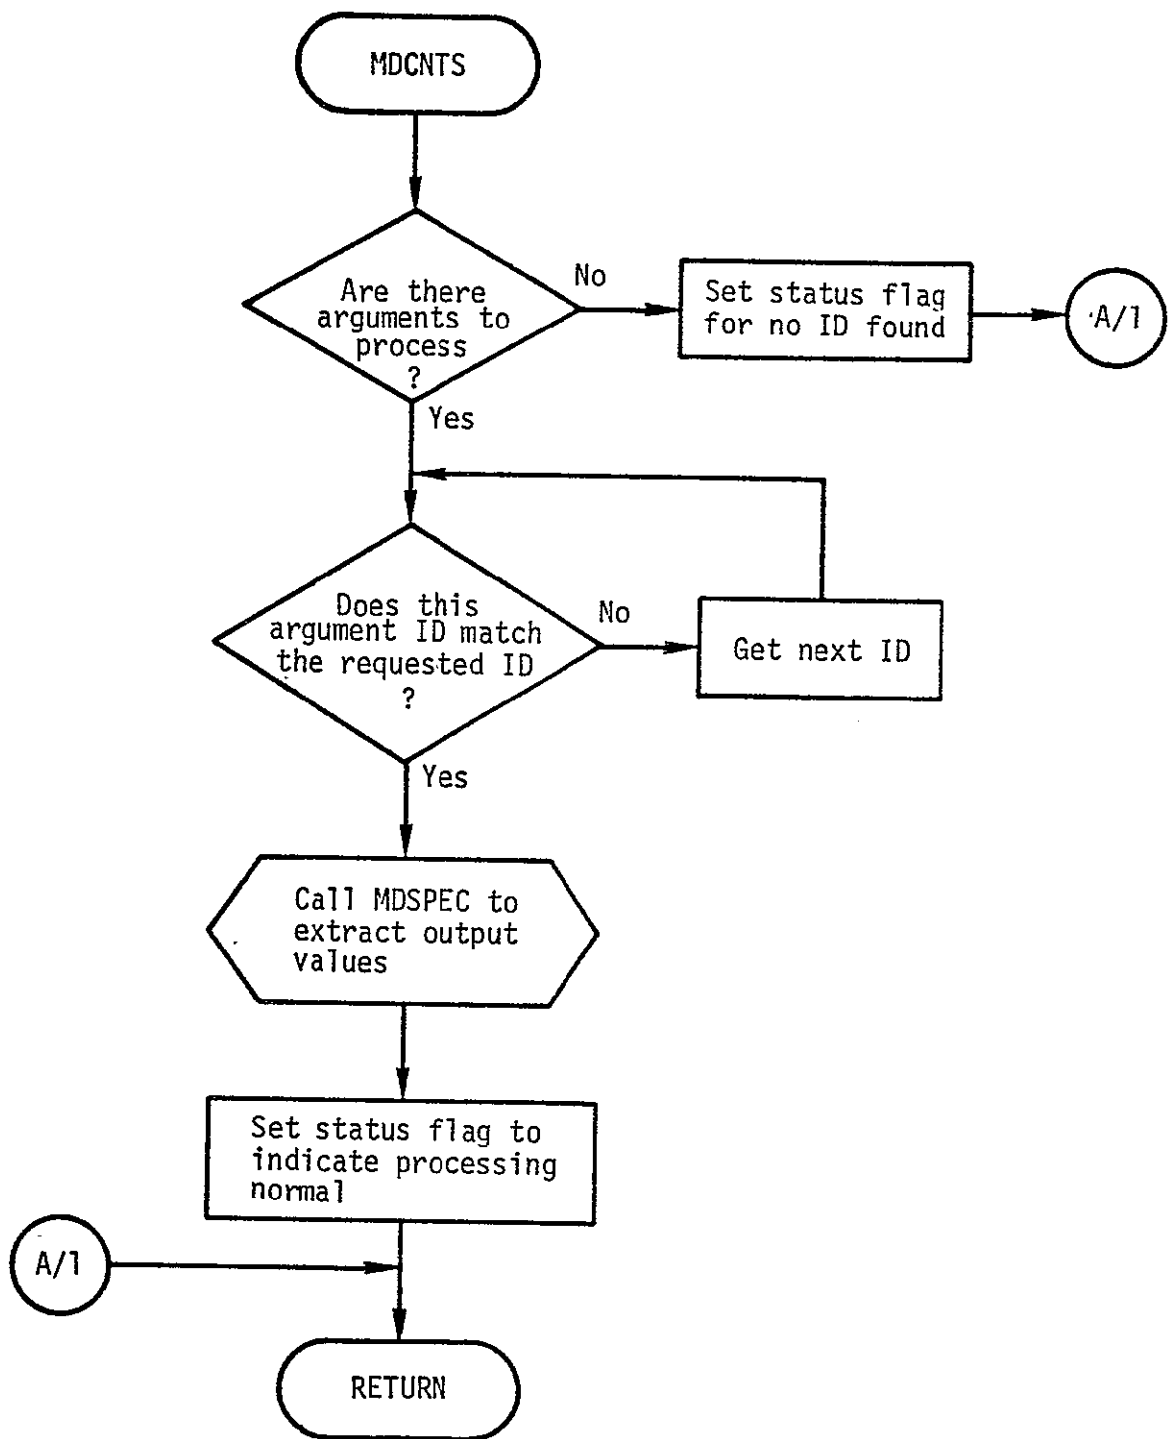 MDCNTS
Are there
arguments to
process
?
No
Set status flag
for no ID found
A/1
Yes
Does this
argument ID match
the requested ID
?
No
Get next ID
Yes
Call MDSPEC to
extract output
values
Set status flag to
indicate processing
normal
A/1
RETURN